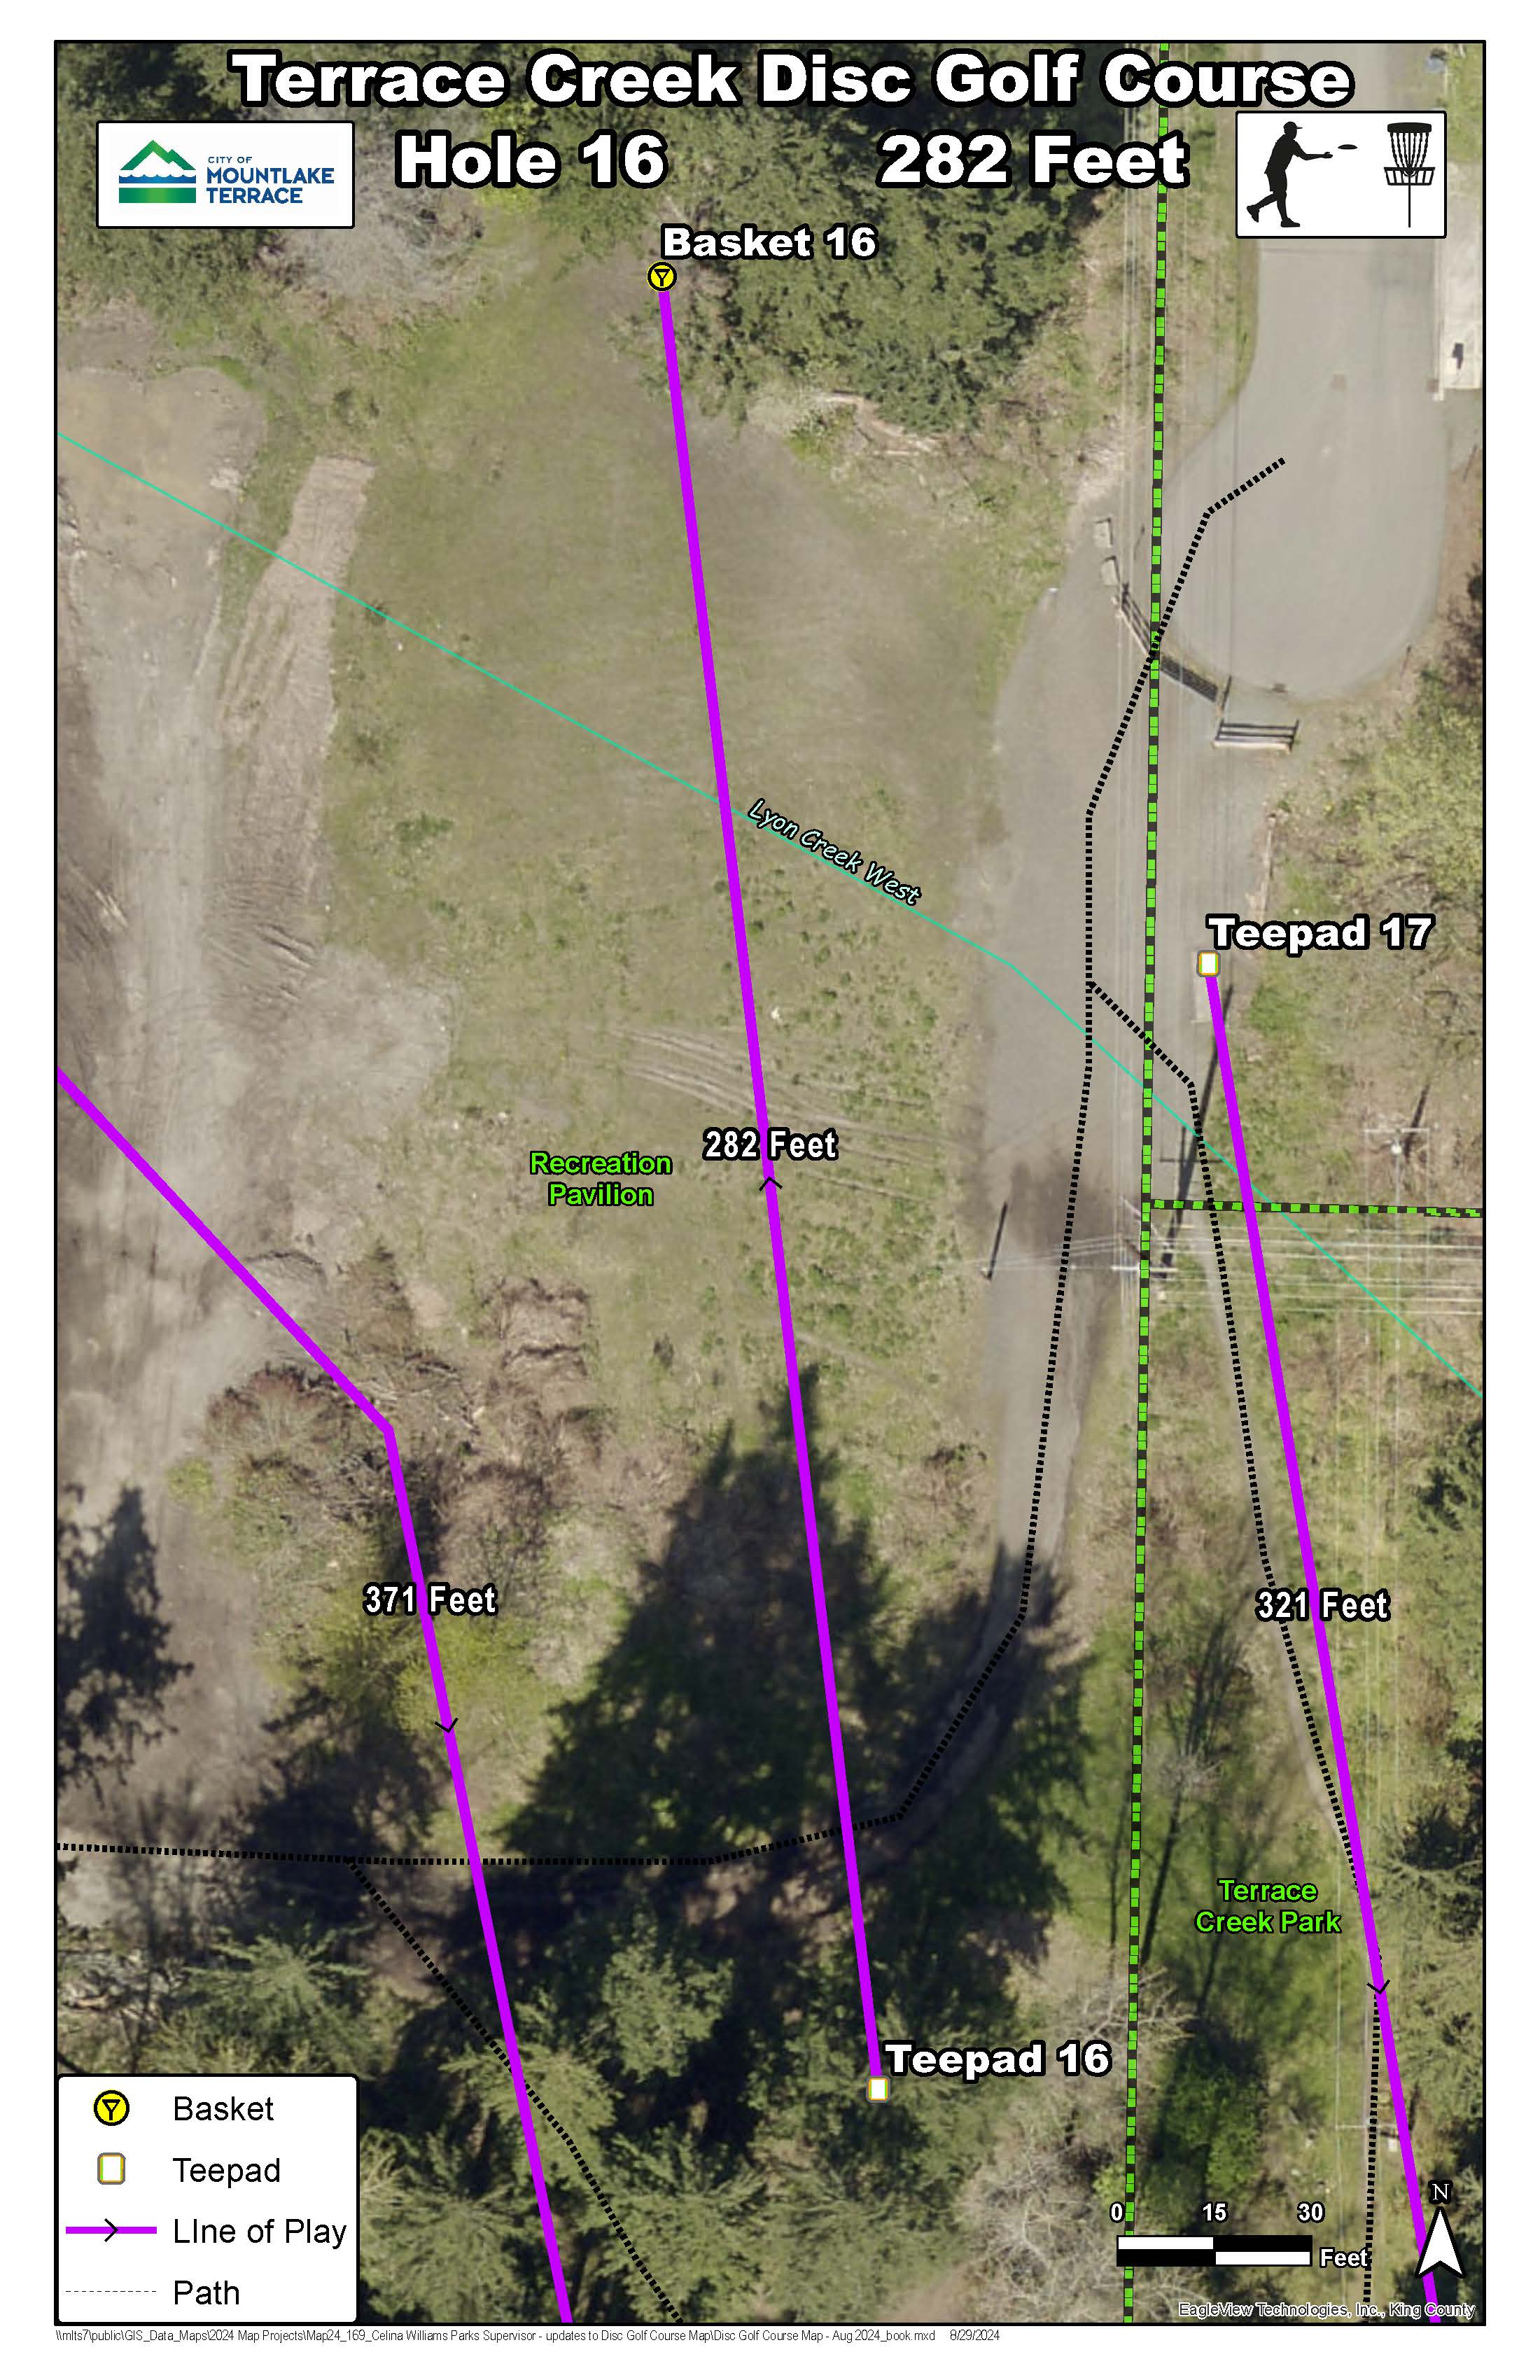 Terrace Creek Disc Golf Course
CITY OF
MOUNTLAKE
TERRACE
Hole 16
282 Feet
Basket 16
Lyon Creek West
Teepad 17
282 Feet
Recreation
Pavilion
371 Feet
321 Feet
Terrace
Creek Park
Teepad 16
Basket
Teepad
LIne of Play
Path
0 15 30
Feet
N
EagleView Technologies, Inc., King County
\\mlts7\public\GIS_Data_Maps\2024 Map Projects\Map24_169_Celina Williams Parks Supervisor - updates to Disc Golf Course Map\Disc Golf Course Map - Aug 2024_book.mxd 8/29/2024